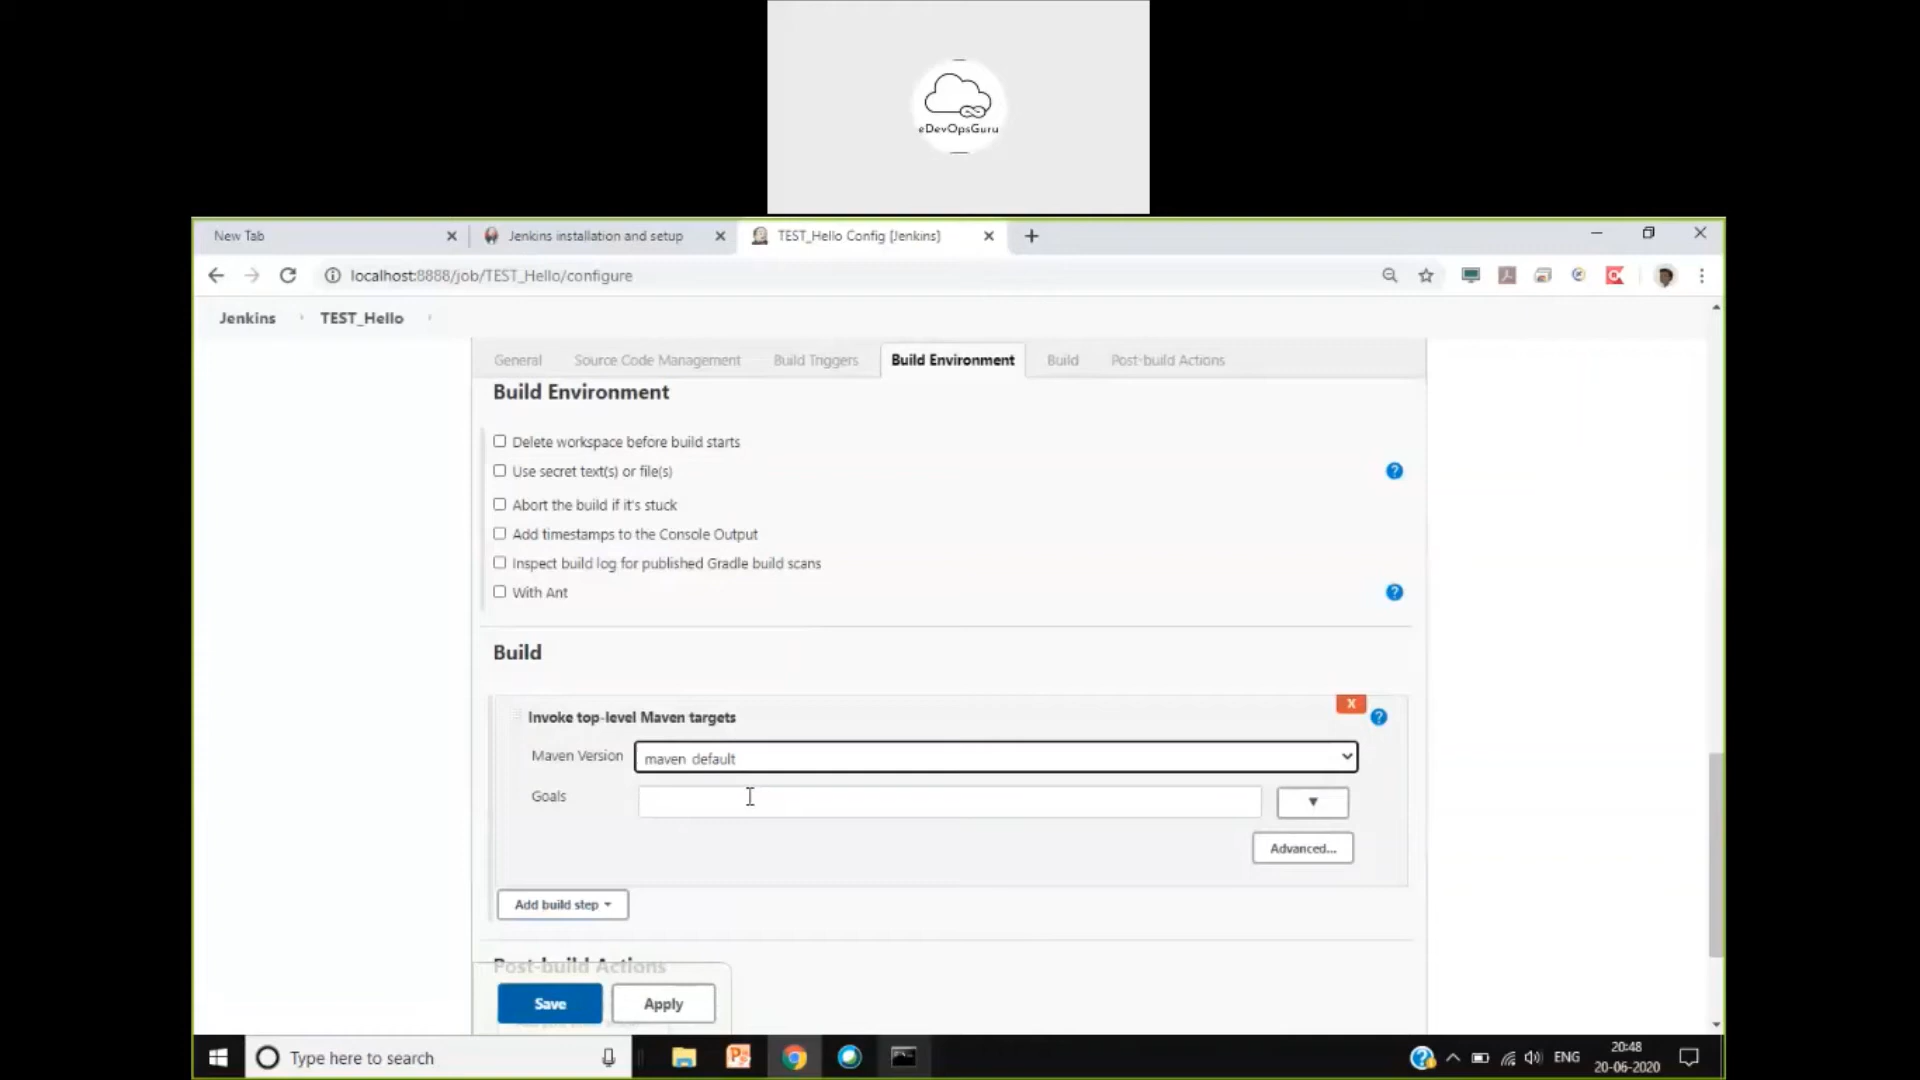 eDevOpsGuru
New Tab
Jenkins installation and setup
TEST_Hello Config [Jenkins]
localhost:8888/job/TEST_Hello/configure
Jenkins
TEST_Hello
General
Source Code Management
Build Triggers
Build Environment
Build
Post-build Actions
Build Environment
Delete workspace before build starts
Use secret text(s) or file(s)
Abort the build if it's stuck
Add timestamps to the Console Output
Inspect build log for published Gradle build scans
With Ant
Build
X
Invoke top-level Maven targets
Maven Version
maven default
Goals
Advanced...
Add build step
Post-build Actions
Save
Apply
Type here to search
ENG
20:48
20-06-2020